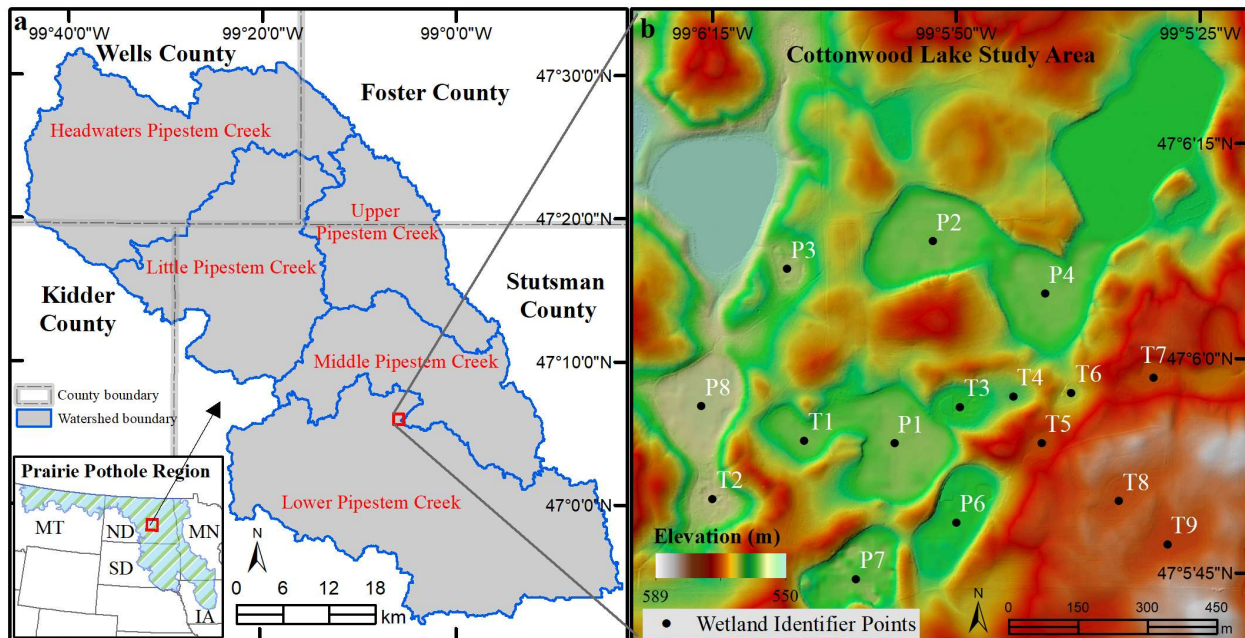 a
99°40'0"W
99°20'0"W
99°0'0"W
Wells County
47°30'0"N
Foster County
Headwaters Pipestem Creek
Upper
Pipestem Creek
47°20'0"N
Little Pipestem Creek
Stutsman
County
Kidder
County
47°10'0"N
Middle Pipestem Creek
County boundary
Watershed boundary
Prairie Pothole Region
Lower Pipestem Creek
47°0'0"N
MT
ND
MN
SD
IA
N
0 6 12 18
km
b
99°6'15"W
99°5'50"W
99°5'25"W
Cottonwood Lake Study Area
47°6'15"N
P2
P3
P4
47°6'0"N
T7
T6
T4
T3
P8
T1
P1
T5
T2
T8
P6
T9
Elevation (m)
P7
47°5'45"N
589
550
Wetland Identifier Points
N
0 150 300 450
m